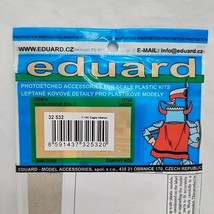 WWW.EDUARD.CZ
E-MAIL: info@eduard.cz
eduard
PHOTOETCHED ACCESSORIES FOR SCALE PLASTIC KITS
LEPTANÉ KOVOVÉ DETAILY PRO PLASTIKOVÉ MODELY
32 532
8 591437 325320
EDUARD - MODEL ACCESSORIES, spol. s r.o., 435 21 OBRNICE 170, CZECH REPUBLIC